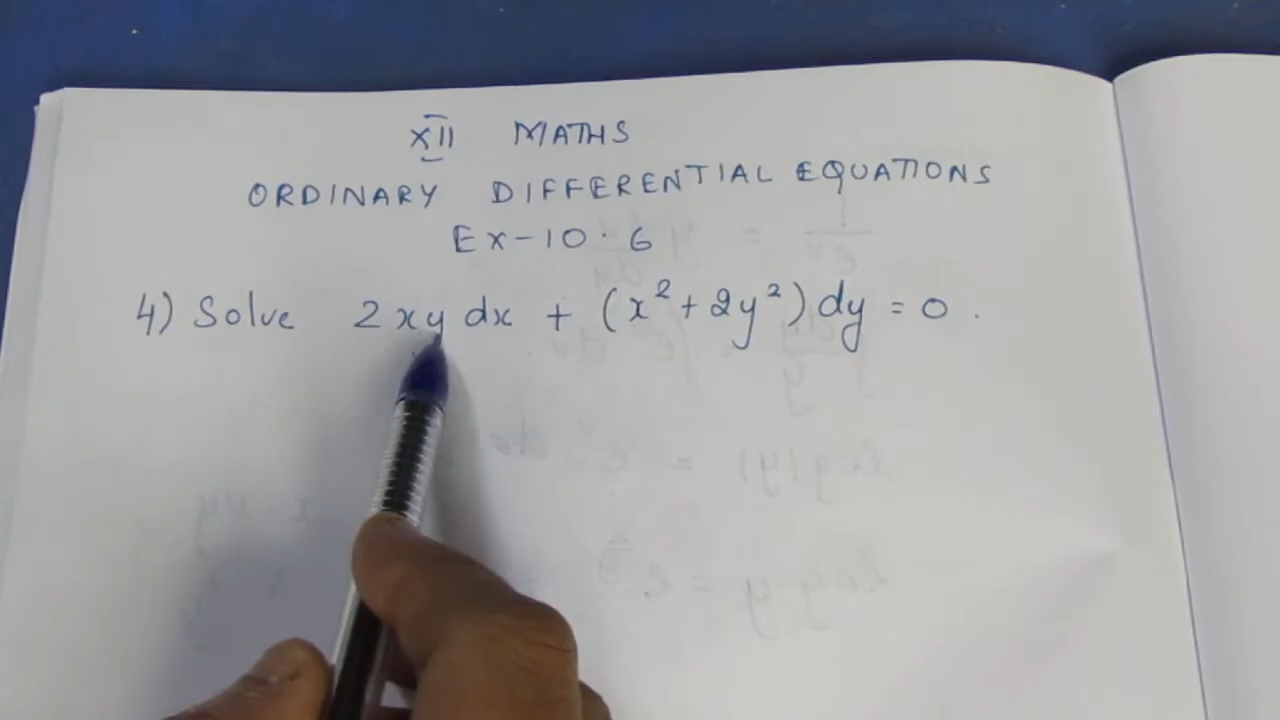 XII MATHS
ORDINARY DIFFERENTIAL EQUATIONS
Ex-10.6
4) Solve 2xy dx + (x² + 2y²) dy = 0.